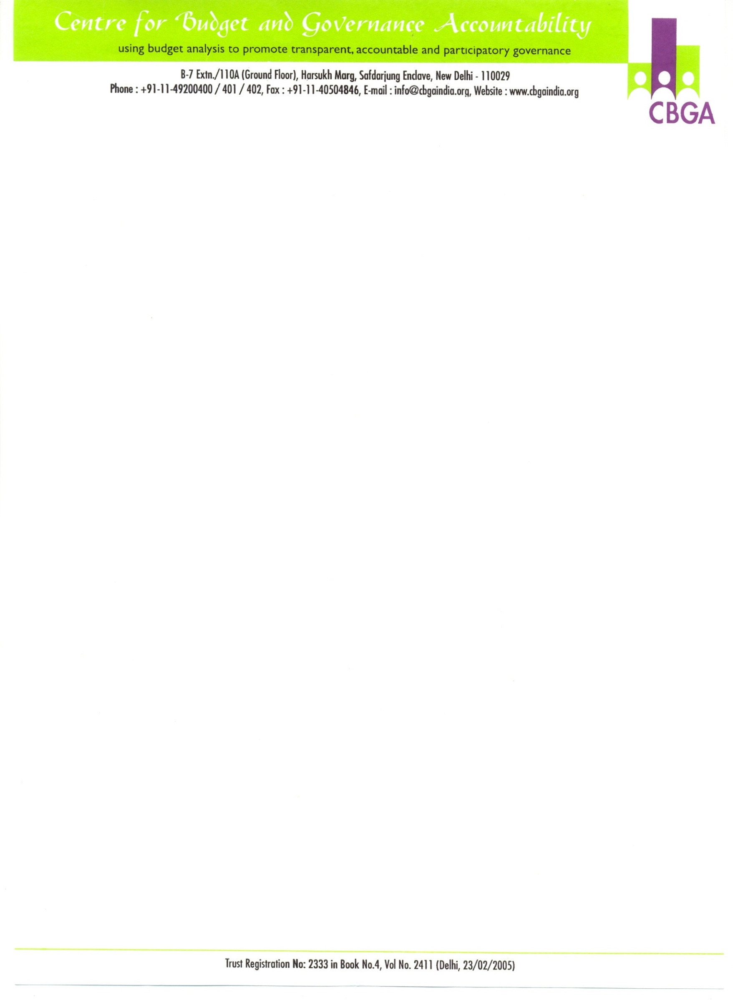 Centre for Budget and Governance Accountability
using budget analysis to promote transparent, accountable and participatory governance
B-7 Extn./110A (Ground Floor), Harsukh Marg, Safdarjung Enclave, New Delhi - 110029
Phone : +91-11-49200400 / 401 / 402, Fax : +91-11-40504846, E-mail : info@cbgaindia.org, Website : www.cbgaindia.org
CBGA
Trust Registration No: 2333 in Book No.4, Vol No. 2411 (Delhi, 23/02/2005)